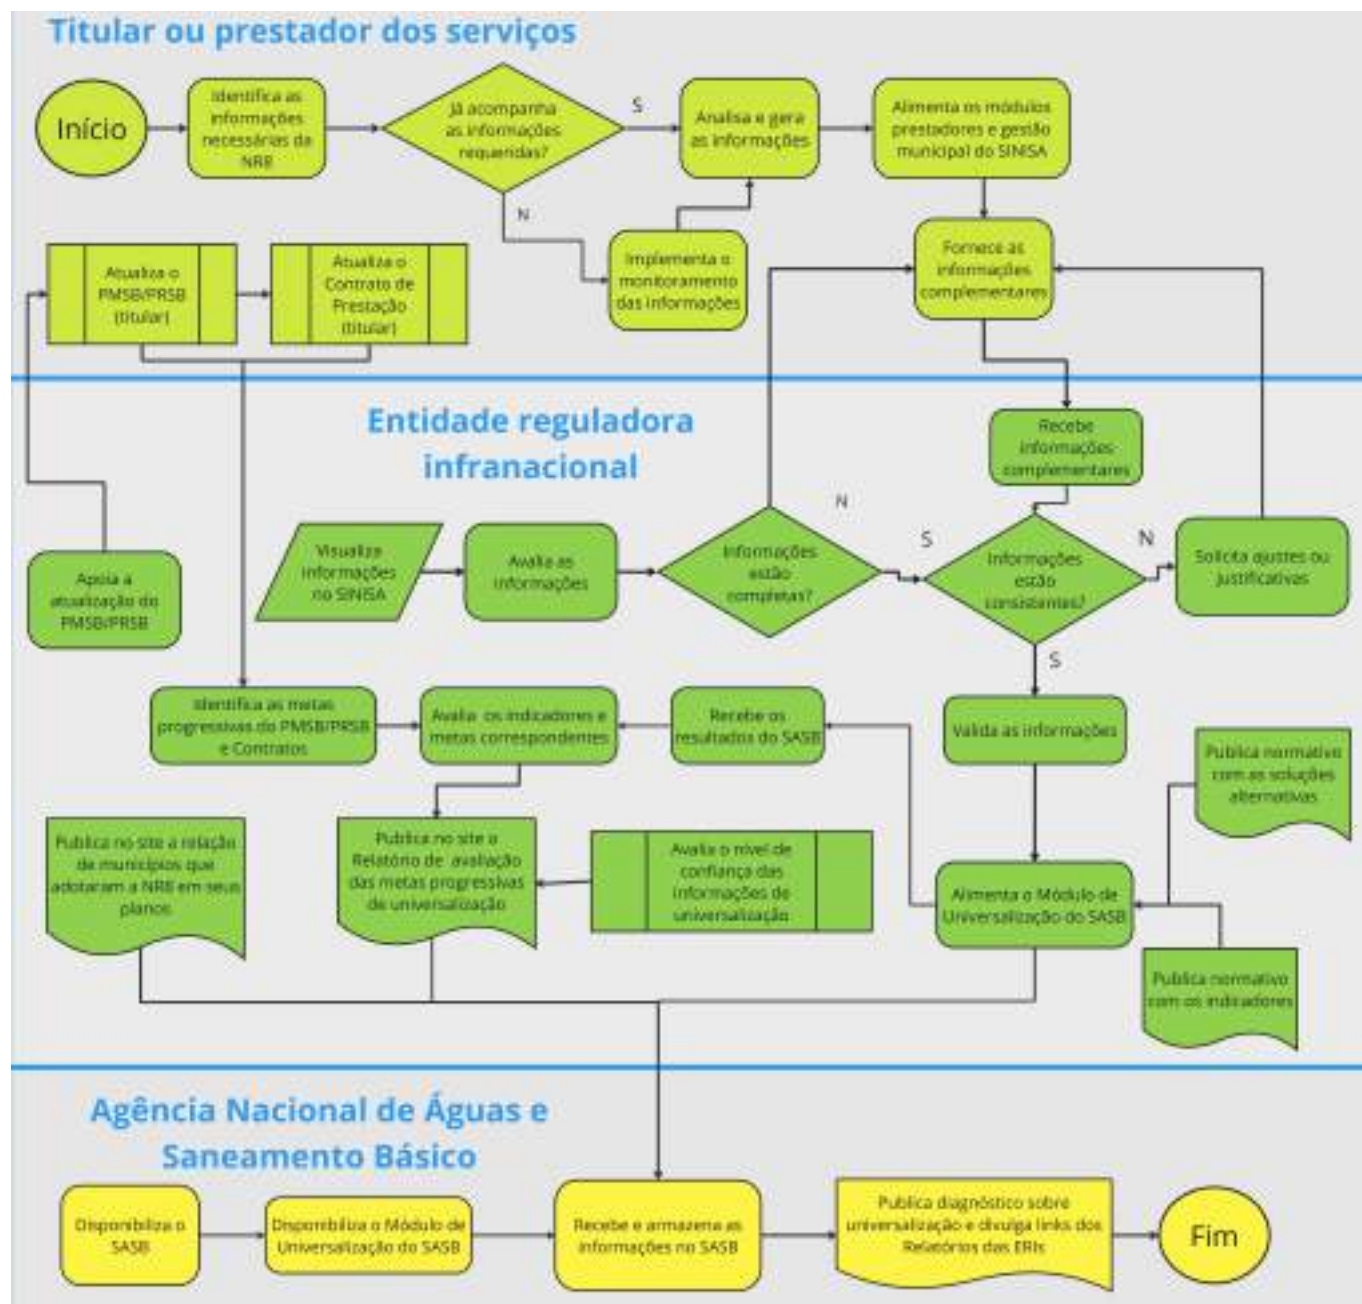 Titular ou prestador dos serviços
Início
Identifica as
informações
necessárias da
NR8
Já acompanha
as informações
requeridas?
S
N
Analisa e gera
as informações
Alimenta os módulos
prestadores e gestão
municipal do SINISA
Implementa o
monitoramento
das informações
Fornece as
informações
complementares
Atualiza o
PMSB/PRSB
(titular)
Atualiza o
Contrato de
Prestação
(titular)
Entidade reguladora
infranacional
Recebe
informações
complementares
Apoia a
atualização do
PMSB/PRSB
Visualiza
informações
no SINISA
Avalia as
informações
Informações
estão
completas?
N
S
Informações
estão
consistentes?
N
S
Solicita ajustes ou
justificativas
Identifica as metas
progressivas do PMSB/PRSB
e Contratos
Avalia os indicadores e
metas correspondentes
Recebe os
resultados do SASB
Valida as informações
Publica normativo
com as soluções
alternativas
Publica no site a relação
de municípios que
adotaram a NR8 em seus
planos
Publica no site o
Relatório de avaliação
das metas progressivas
de universalização
Avalia o nível de
confiança das
informações de
universalização
Alimenta o Módulo de
Universalização do SASB
Publica normativo
com os indicadores
Agência Nacional de Águas e
Saneamento Básico
Disponibiliza o
SASB
Disponibiliza o Módulo de
Universalização do SASB
Recebe e armazena as
informações no SASB
Publica diagnóstico sobre
universalização e divulga links dos
Relatórios das ERIs
Fim